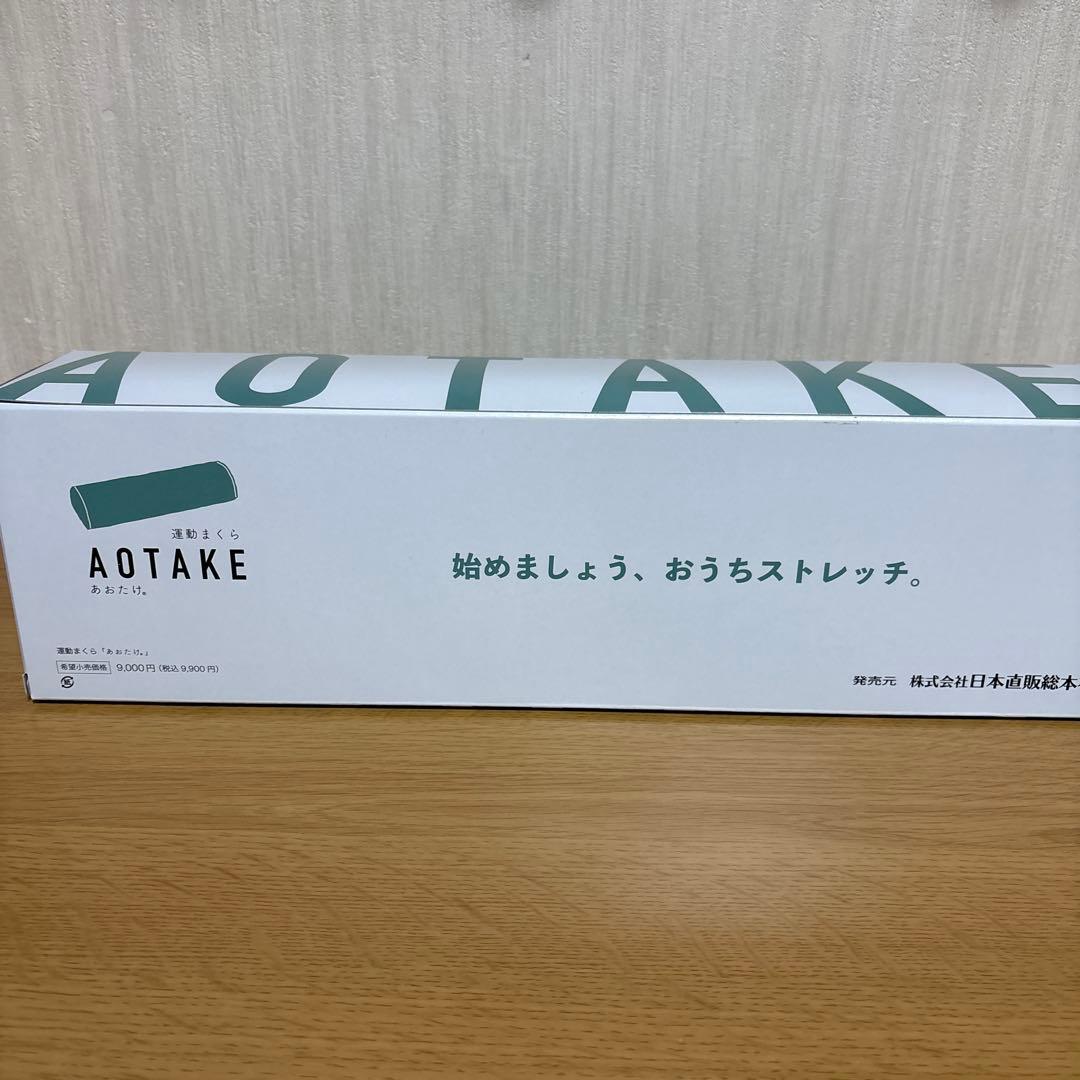 AOTAKE
運動まくら
AOTAKE
あおたけ。
始めましょう、おうちストレッチ。
運動まくら「あおたけ。」
希望小売価格 9,000円(税込9,900円)
紙
発売元 株式会社日本直販総本